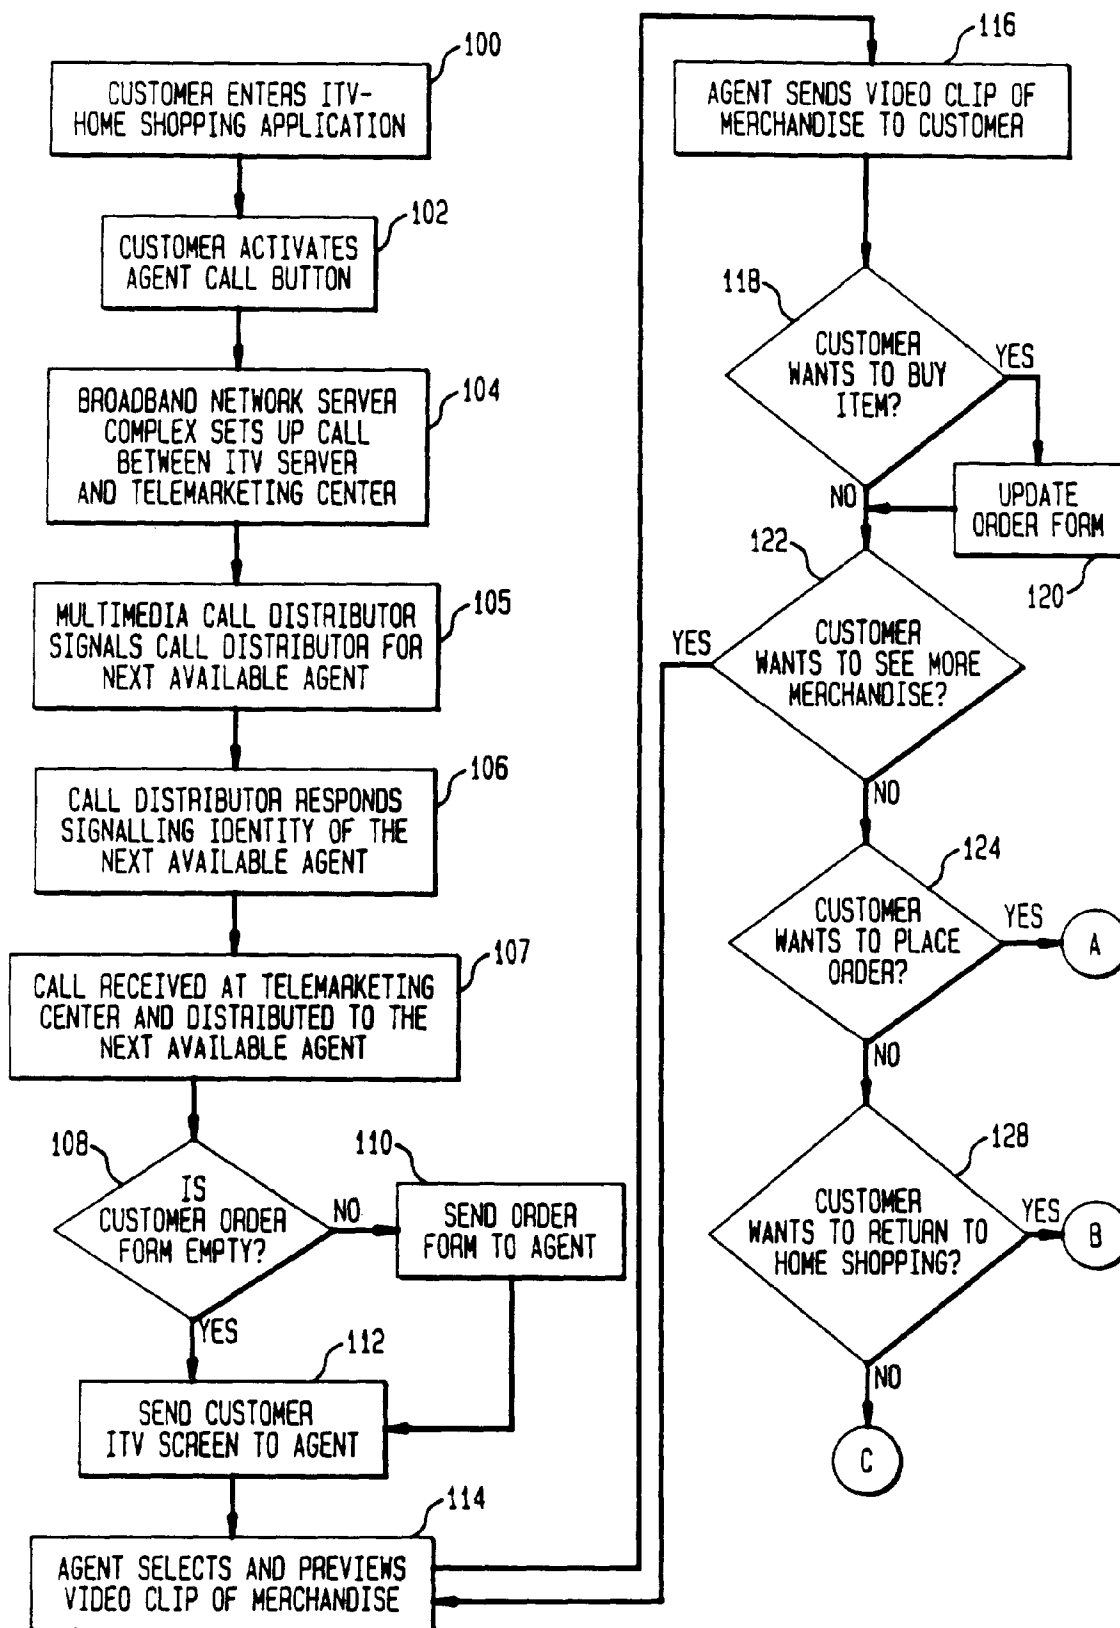 100
CUSTOMER ENTERS ITV-
HOME SHOPPING APPLICATION
102
CUSTOMER ACTIVATES
AGENT CALL BUTTON
104
BROADBAND NETWORK SERVER
COMPLEX SETS UP CALL
BETWEEN ITV SERVER
AND TELEMARKETING CENTER
105
MULTIMEDIA CALL DISTRIBUTOR
SIGNALS CALL DISTRIBUTOR FOR
NEXT AVAILABLE AGENT
106
CALL DISTRIBUTOR RESPONDS
SIGNALLING IDENTITY OF THE
NEXT AVAILABLE AGENT
107
CALL RECEIVED AT TELEMARKETING
CENTER AND DISTRIBUTED TO THE
NEXT AVAILABLE AGENT
108
IS
CUSTOMER ORDER
FORM EMPTY?
NO
110
SEND ORDER
FORM TO AGENT
YES
112
SEND CUSTOMER
ITV SCREEN TO AGENT
114
AGENT SELECTS AND PREVIEWS
VIDEO CLIP OF MERCHANDISE
116
AGENT SENDS VIDEO CLIP OF
MERCHANDISE TO CUSTOMER
118
CUSTOMER
WANTS TO BUY
ITEM?
YES
NO
UPDATE
ORDER FORM
120
122
CUSTOMER
WANTS TO SEE MORE
MERCHANDISE?
YES
NO
124
CUSTOMER
WANTS TO PLACE
ORDER?
YES
A
NO
128
CUSTOMER
WANTS TO RETURN TO
HOME SHOPPING?
YES
B
NO
C